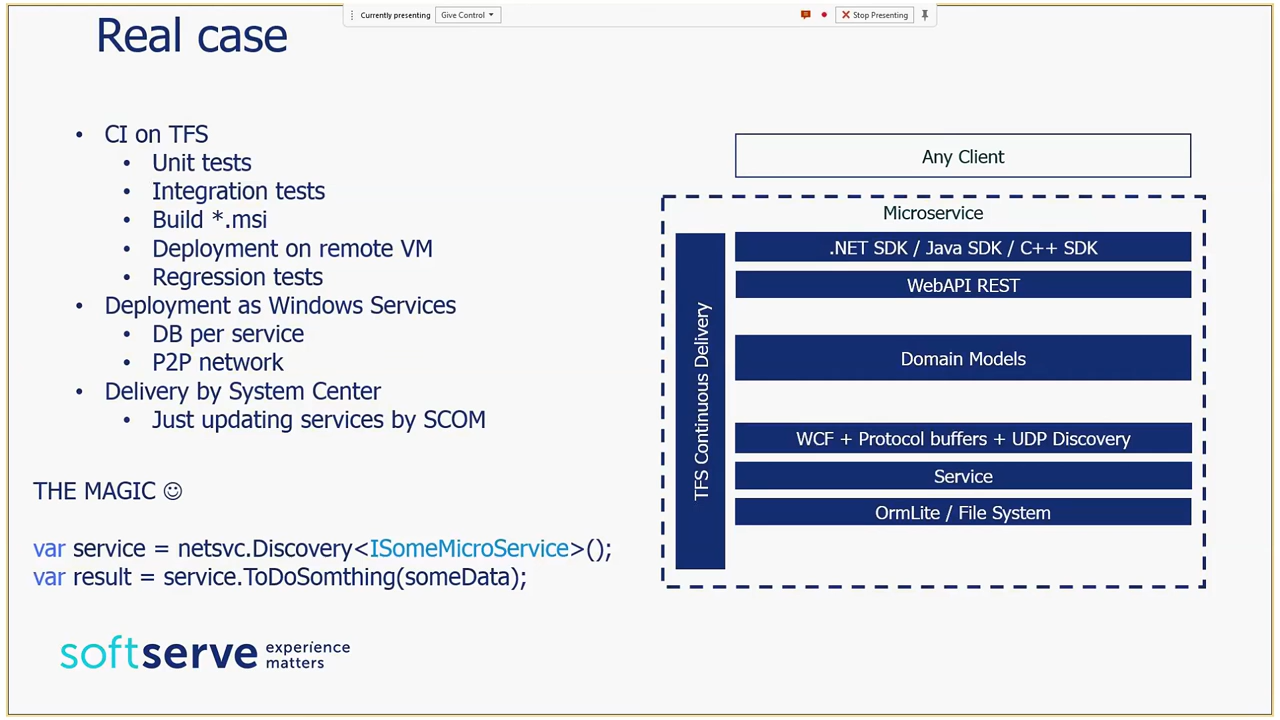 Currently presenting
Give Control
Stop Presenting
Real case
• CI on TFS
• Unit tests
• Integration tests
• Build *.msi
• Deployment on remote VM
• Regression tests
• Deployment as Windows Services
• DB per service
• P2P network
• Delivery by System Center
• Just updating services by SCOM
THE MAGIC ☺
var service = netsvc.Discovery<ISomeMicroService>();
var result = service.ToDoSomthing(someData);
Any Client
Microservice
TFS Continuous Delivery
.NET SDK / Java SDK / C++ SDK
WebAPI REST
Domain Models
WCF + Protocol buffers + UDP Discovery
Service
OrmLite / File System
softserve
experience
matters